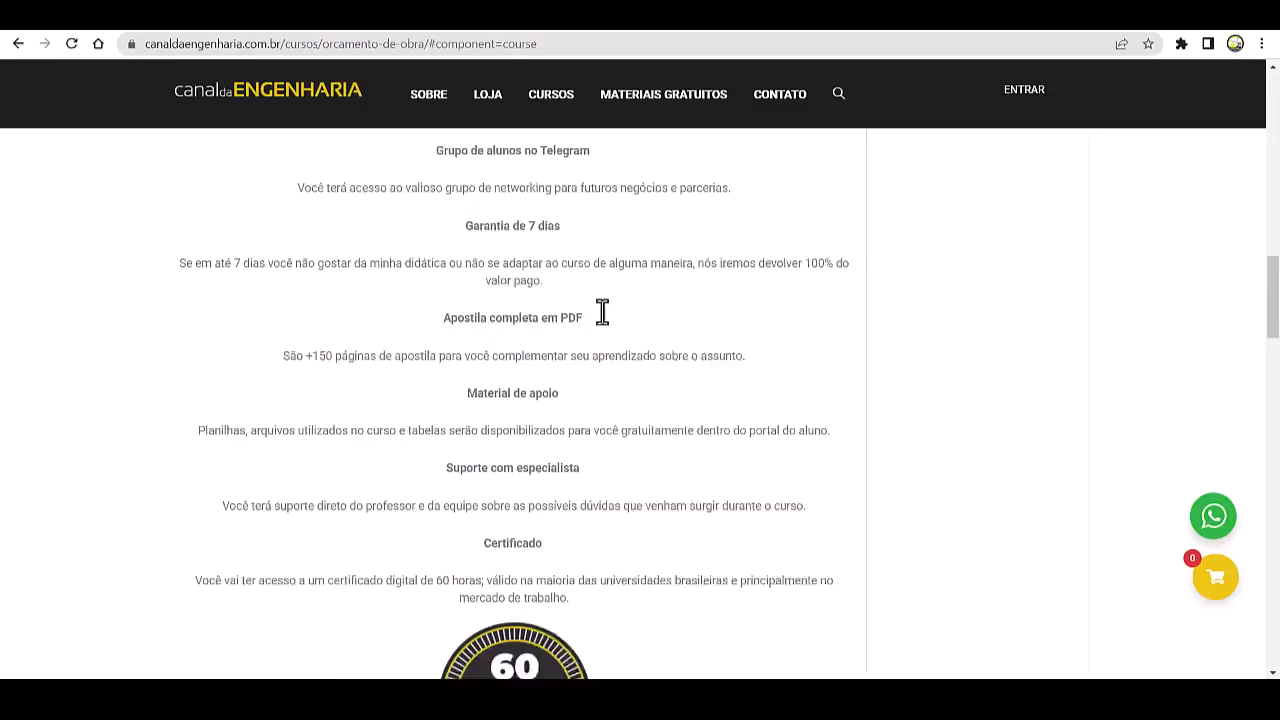 canaldaengenharia.com.br/cursos/orcamento-de-obra/#component=course
canaldaENGENHARIA
SOBRE
LOJA
CURSOS
MATERIAIS GRATUITOS
CONTATO
ENTRAR
Grupo de alunos no Telegram
Você terá acesso ao valioso grupo de networking para futuros negócios e parcerias.
Garantia de 7 dias
Se em até 7 dias você não gostar da minha didática ou não se adaptar ao curso de alguma maneira, nós iremos devolver 100% do
valor pago.
Apostila completa em PDF
São +150 páginas de apostila para você complementar seu aprendizado sobre o assunto.
Material de apoio
Planilhas, arquivos utilizados no curso e tabelas serão disponibilizados para você gratuitamente dentro do portal do aluno.
Suporte com especialista
Você terá suporte direto do professor e da equipe sobre as possíveis dúvidas que venham surgir durante o curso.
Certificado
Você vai ter acesso a um certificado digital de 60 horas; válido na maioria das universidades brasileiras e principalmente no
mercado de trabalho.
0
60